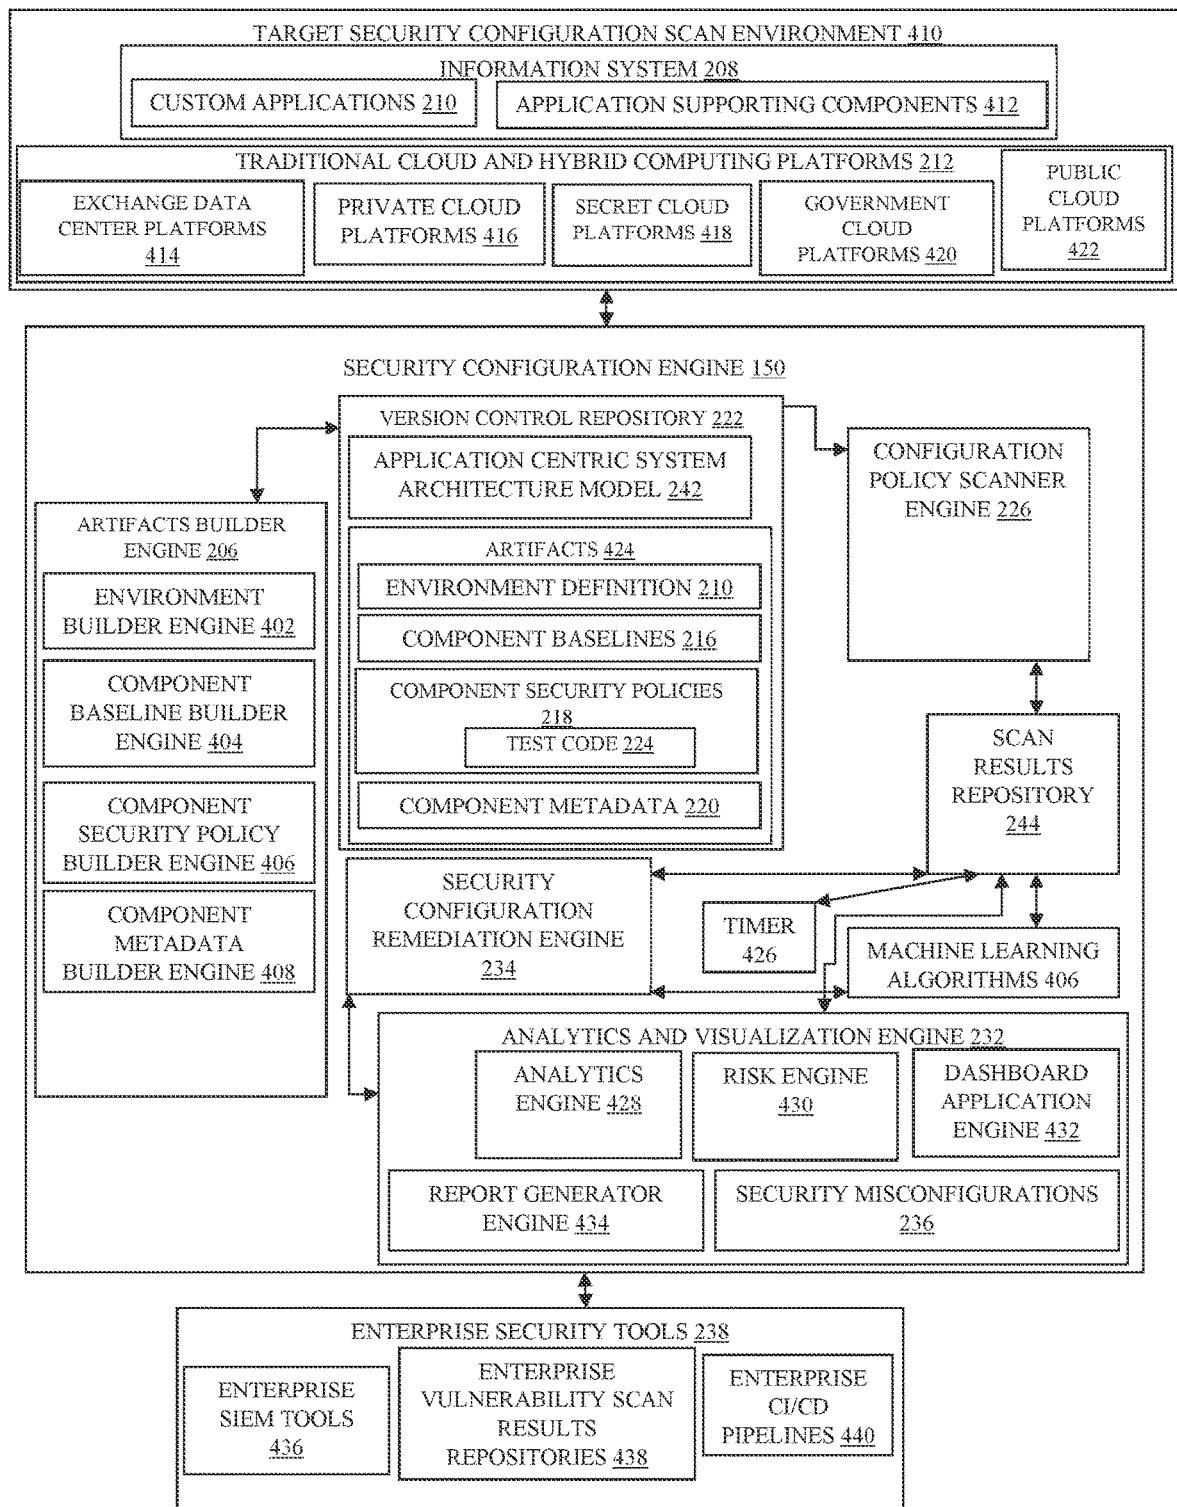 TARGET SECURITY CONFIGURATION SCAN ENVIRONMENT 410
INFORMATION SYSTEM 208
CUSTOM APPLICATIONS 210
APPLICATION SUPPORTING COMPONENTS 412
TRADITIONAL CLOUD AND HYBRID COMPUTING PLATFORMS 212
EXCHANGE DATA
CENTER PLATFORMS
414
PRIVATE CLOUD
PLATFORMS 416
SECRET CLOUD
PLATFORMS 418
GOVERNMENT
CLOUD
PLATFORMS 420
PUBLIC
CLOUD
PLATFORMS
422
SECURITY CONFIGURATION ENGINE 150
VERSION CONTROL REPOSITORY 222
APPLICATION CENTRIC SYSTEM
ARCHITECTURE MODEL 242
ARTIFACTS 424
ENVIRONMENT DEFINITION 210
COMPONENT BASELINES 216
COMPONENT SECURITY POLICIES
218
TEST CODE 224
COMPONENT METADATA 220
CONFIGURATION
POLICY SCANNER
ENGINE 226
ARTIFACTS BUILDER
ENGINE 206
ENVIRONMENT
BUILDER ENGINE 402
COMPONENT
BASELINE BUILDER
ENGINE 404
COMPONENT
SECURITY POLICY
BUILDER ENGINE 406
COMPONENT
METADATA
BUILDER ENGINE 408
SCAN
RESULTS
REPOSITORY
244
SECURITY
CONFIGURATION
REMEDIATION ENGINE
234
TIMER
426
MACHINE LEARNING
ALGORITHMS 406
ANALYTICS AND VISUALIZATION ENGINE 232
ANALYTICS
ENGINE 428
RISK ENGINE
430
DASHBOARD
APPLICATION
ENGINE 432
REPORT GENERATOR
ENGINE 434
SECURITY MISCONFIGURATIONS
236
ENTERPRISE SECURITY TOOLS 238
ENTERPRISE
SIEM TOOLS
436
ENTERPRISE
VULNERABILITY SCAN
RESULTS
REPOSITORIES 438
ENTERPRISE
CI/CD
PIPELINES 440